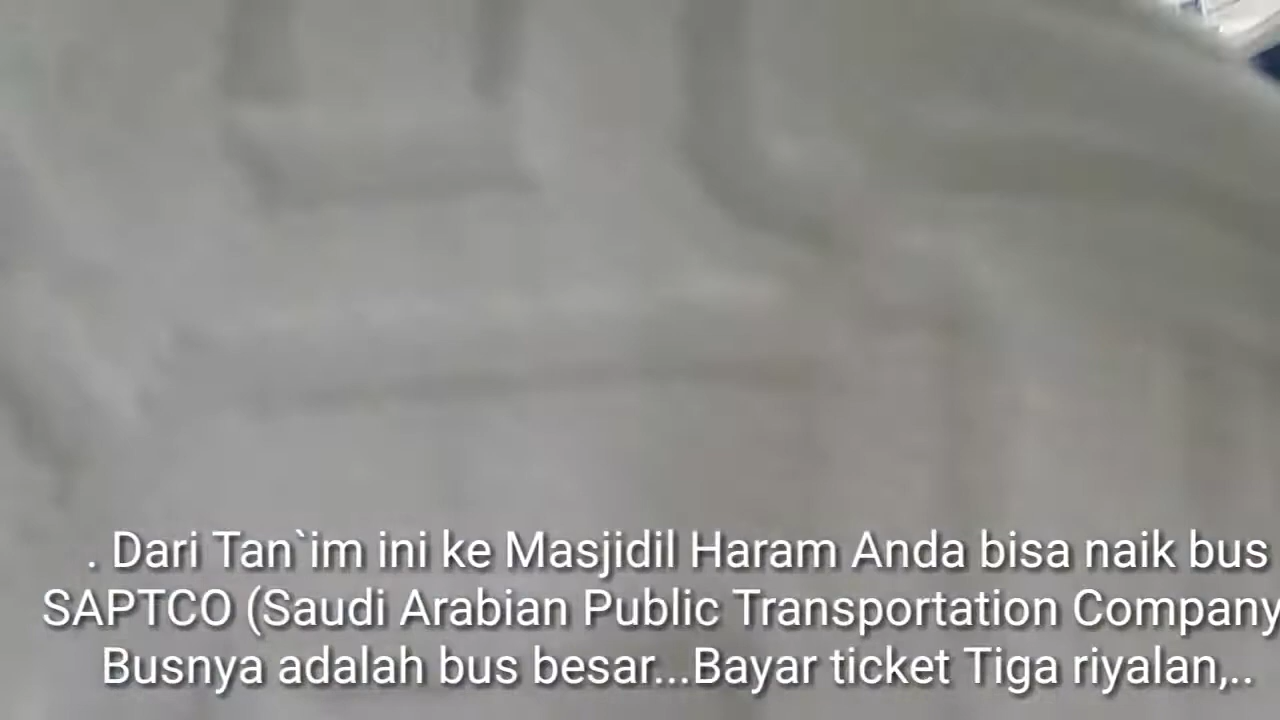 . Dari Tan`im ini ke Masjidil Haram Anda bisa naik bus
SAPTCO (Saudi Arabian Public Transportation Company
Busnya adalah bus besar...Bayar ticket Tiga riyalan,..